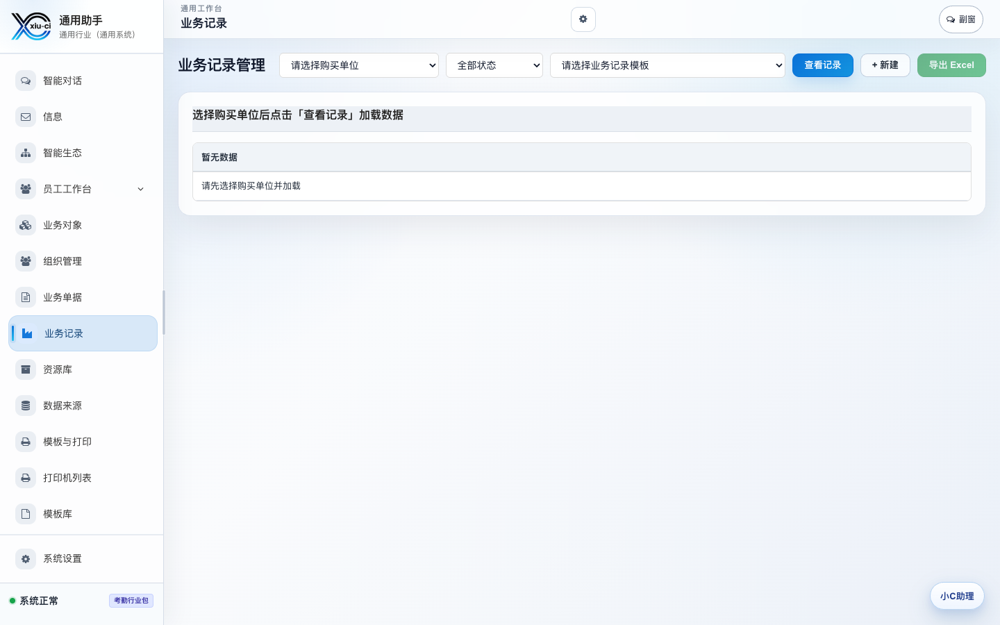 xiu-ci
通用助手
通用行业（通用系统）
智能对话
信息
智能生态
员工工作台
业务对象
组织管理
业务单据
业务记录
资源库
数据来源
模板与打印
打印机列表
模板库
系统设置
系统正常
考勤行业包
通用工作台
业务记录
副窗
业务记录管理
请选择购买单位
全部状态
请选择业务记录模板
查看记录
+ 新建
导出 Excel
选择购买单位后点击「查看记录」加载数据
暂无数据
请先选择购买单位并加载
小C助理